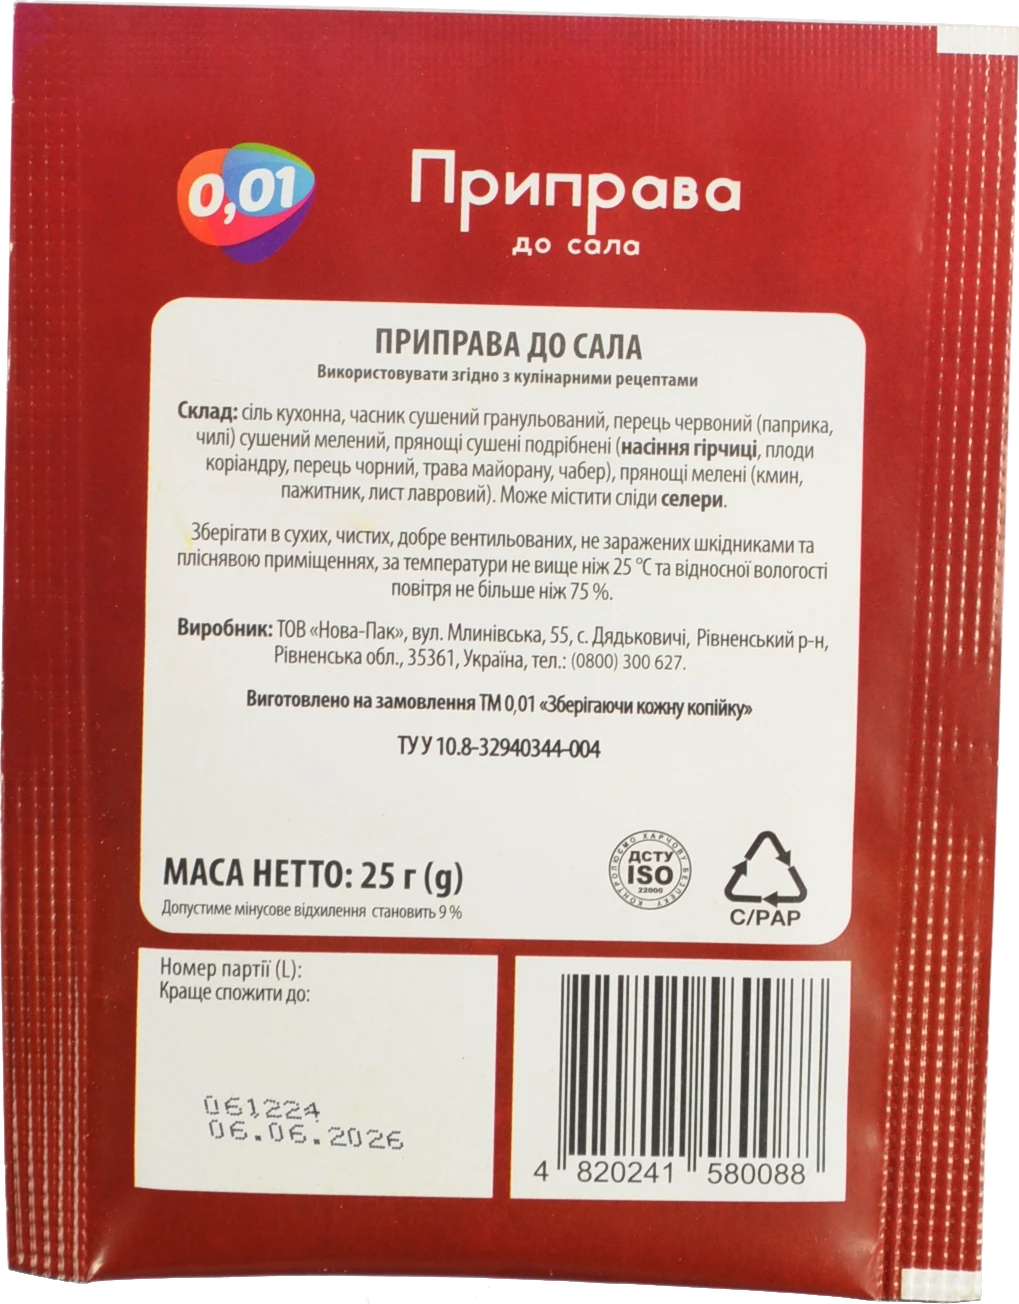 0,01
Приправа
до сала
ПРИПРАВА ДО САЛА
Використовувати згідно з кулінарними рецептами
Склад: сіль кухонна, часник сушений гранульований, перець червоний (паприка,
чилі) сушений мелений, прянощі сушені подрібнені (насіння гірчиці, плоди
коріандру, перець чорний, трава майорану, чабер), прянощі мелені (кмин,
пажитник, лист лавровий). Може містити сліди селери.
Зберігати в сухих, чистих, добре вентильованих, не заражених шкідниками та
пліснявою приміщеннях, за температури не вище ніж 25 °С та відносної вологості
повітря не більше ніж 75 %.
Виробник: ТОВ «Нова-Пак», вул. Млинівська, 55, с. Дядьковичі, Рівненський р-н,
Рівненська обл., 35361, Україна, тел.: (0800) 300 627.
Виготовлено на замовлення ТМ 0,01 «Зберігаючи кожну копійку»
ТУ У 10.8-32940344-004
МАСА НЕТТО: 25 г (g)
Допустиме мінусове відхилення становить 9 %
КОНТРОЛЮЄМО ХАРЧОВУ БЕЗПЕКУ
ДСТУ
ISO
22000
C/PAP
Номер партії (L):
Краще спожити до:
061224
06.06.2026
4 820241 580088